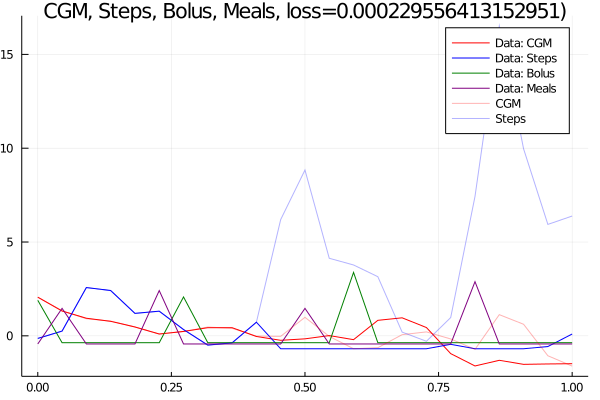 CGM, Steps, Bolus, Meals, loss=0.000229556413152951)
15
10
5
0
0.00 0.25 0.50 0.75 1.00
Data: CGM
Data: Steps
Data: Bolus
Data: Meals
CGM
Steps